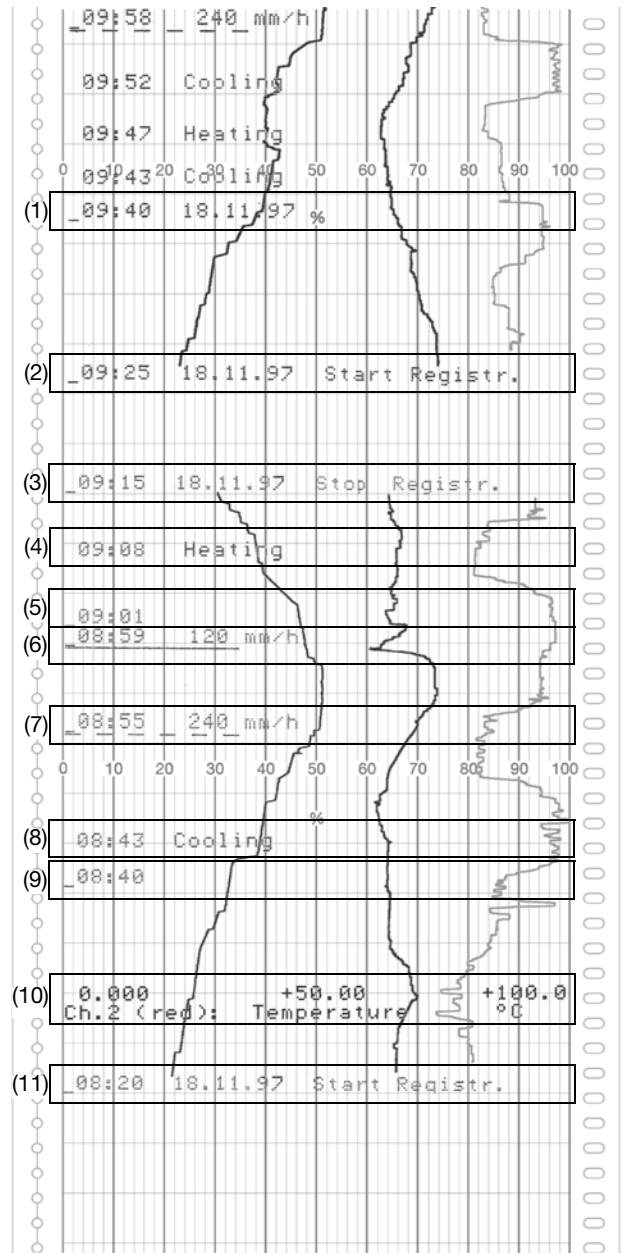 _09:58 240 mm/h
09:52 Cooling
09:47 Heating
0 10 20 30 40 50 60 70 80 90 100
09:43 Cooling
(1) _09:40 18.11.97 %
(2) _09:25 18.11.97 Start Registr.
(3) _09:15 18.11.97 Stop Registr.
(4) 09:08 Heating
(5) _09:01
(6) _08:59 120 mm/h
(7) _08:55 240 mm/h
0 10 20 30 40 50 60 70 80 90 100
%
(8) 08:43 Cooling
(9) _08:40
(10) 0.000 +50.00 +100.0
Ch.2 (red): Temperature °C
(11) _08:20 18.11.97 Start Registr.